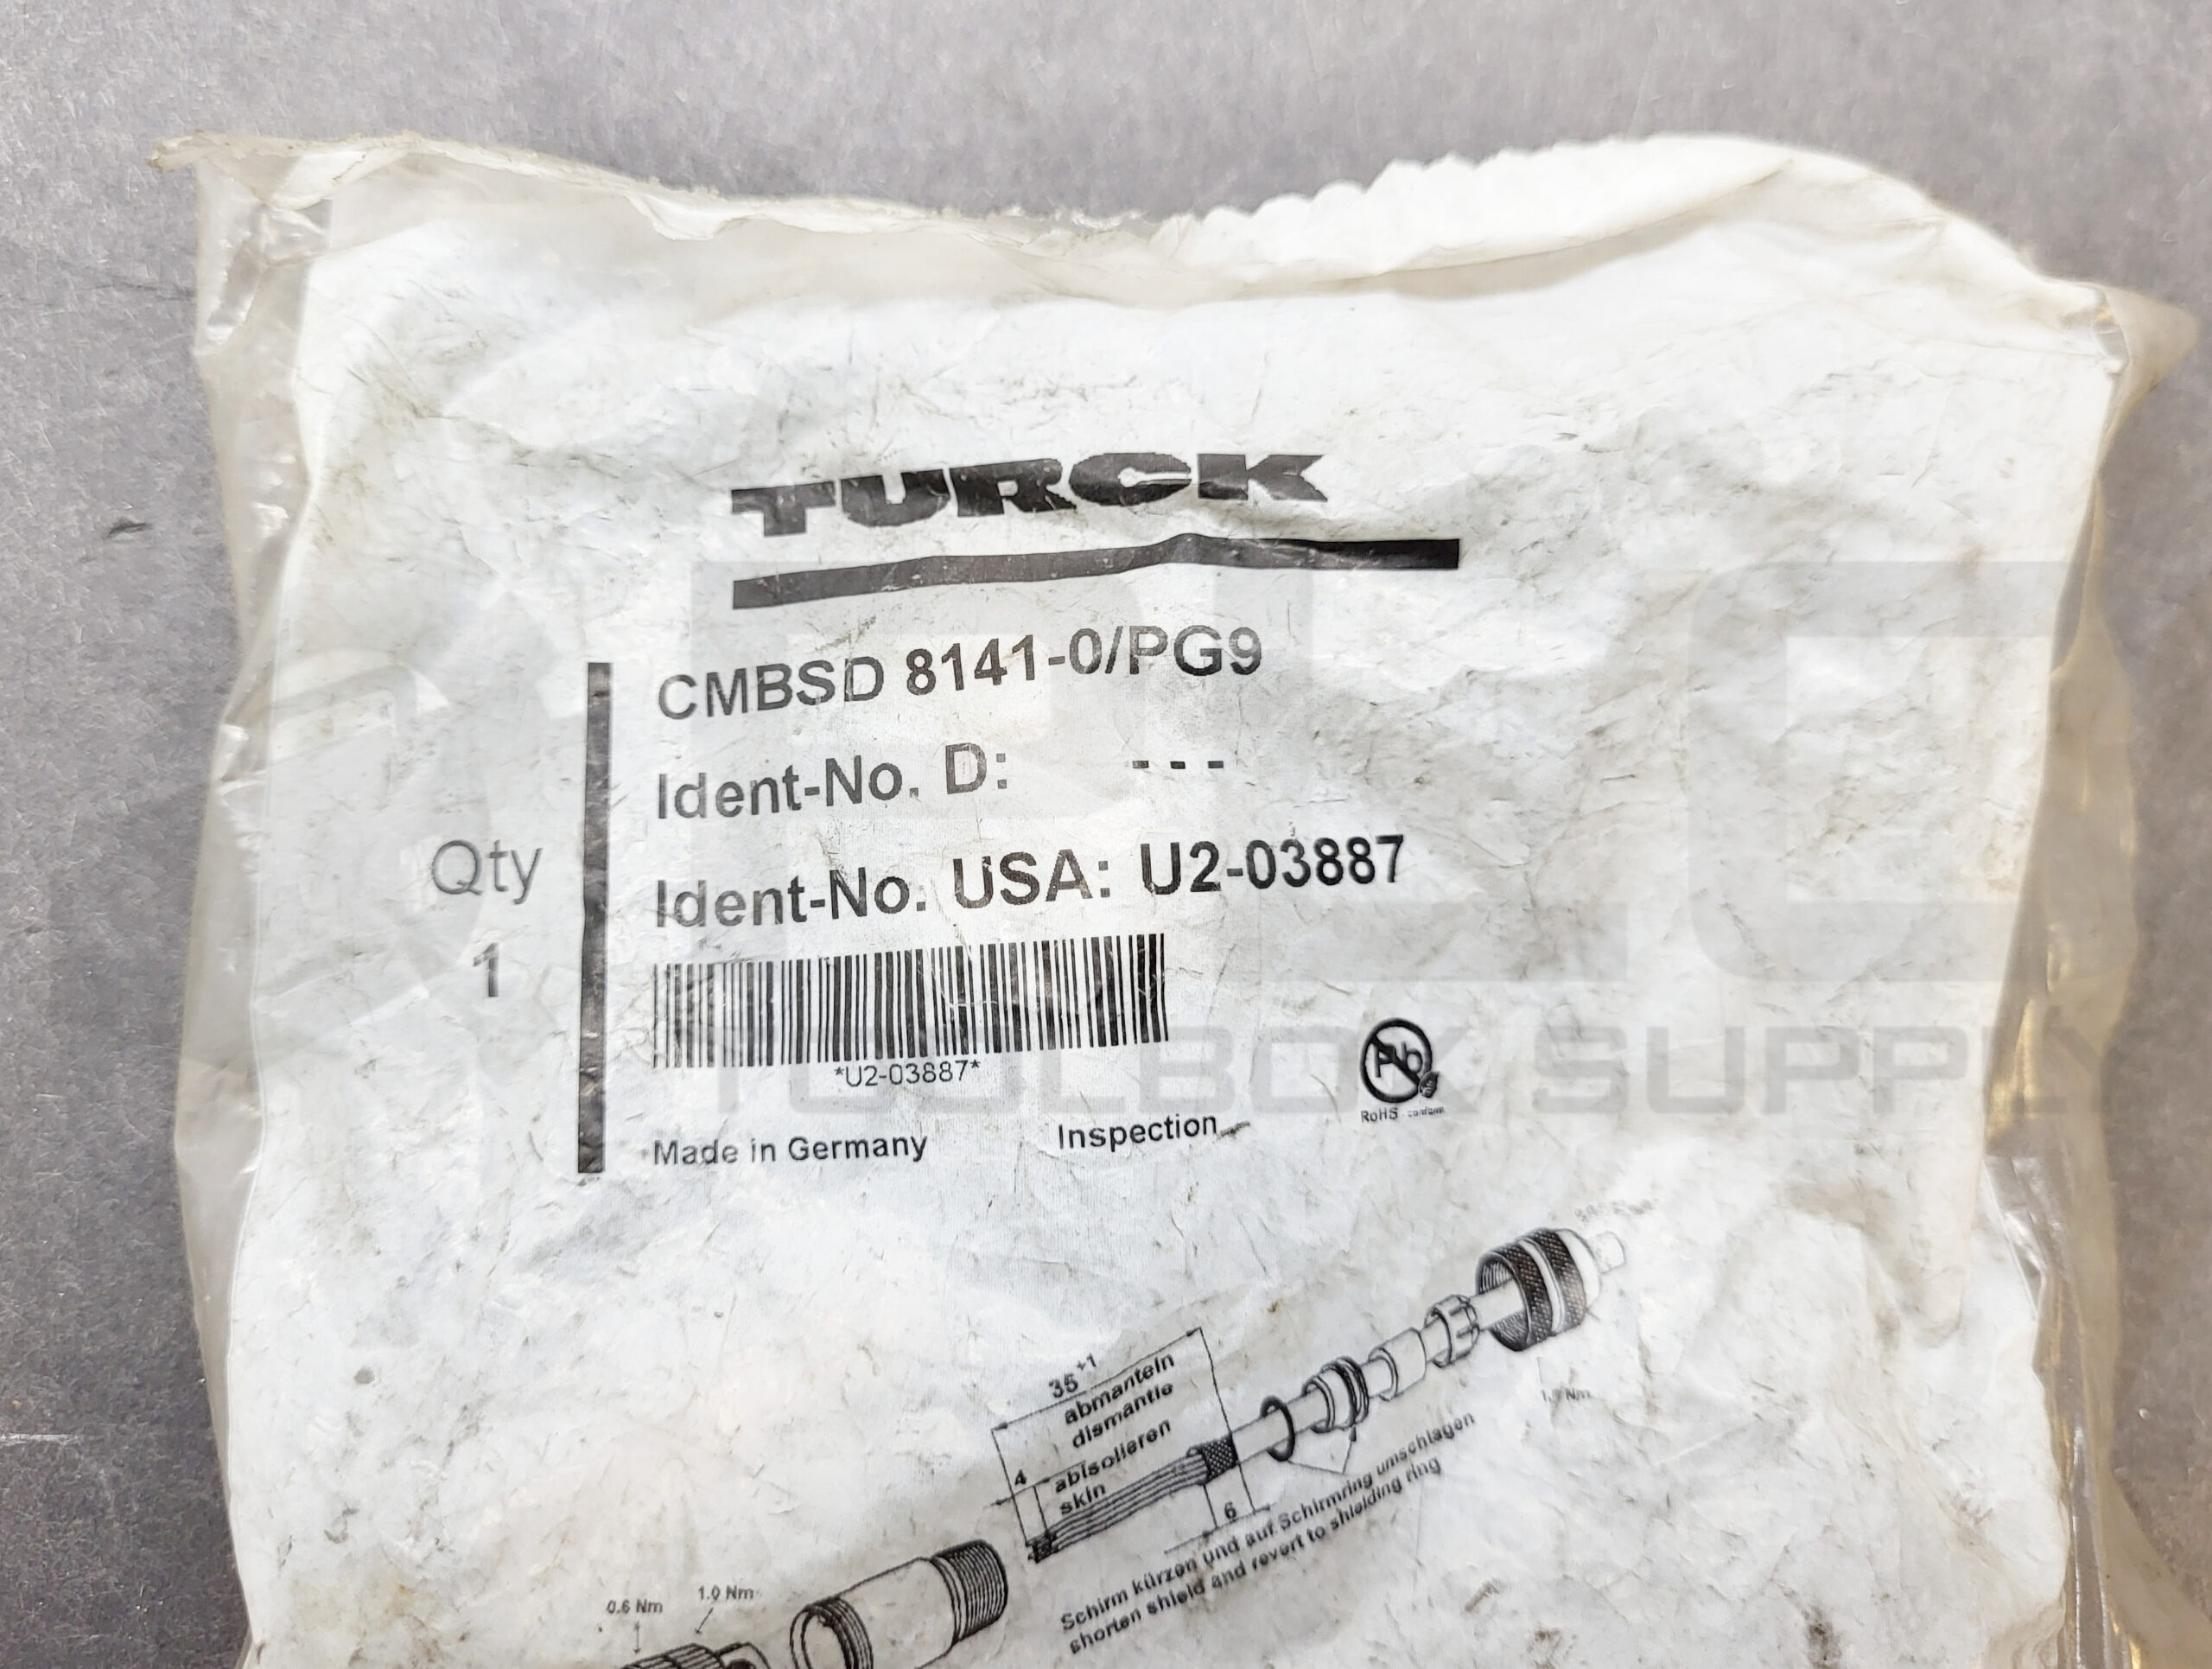 TURCK
CMBSD 8141-0/PG9
Ident-No. D: ---
Qty
Ident-No. USA: U2-03887
1
*U2-03887*
Pb
RoHS conform
Made in Germany
Inspection
TOOLBOX SUPPLY
35 +1
abmanteln
dismantle
4
abisolieren
skin
6
Schirm kürzen und auf Schirmring umschlagen
shorten shield and revert to shielding ring
0.6 Nm
1.0 Nm